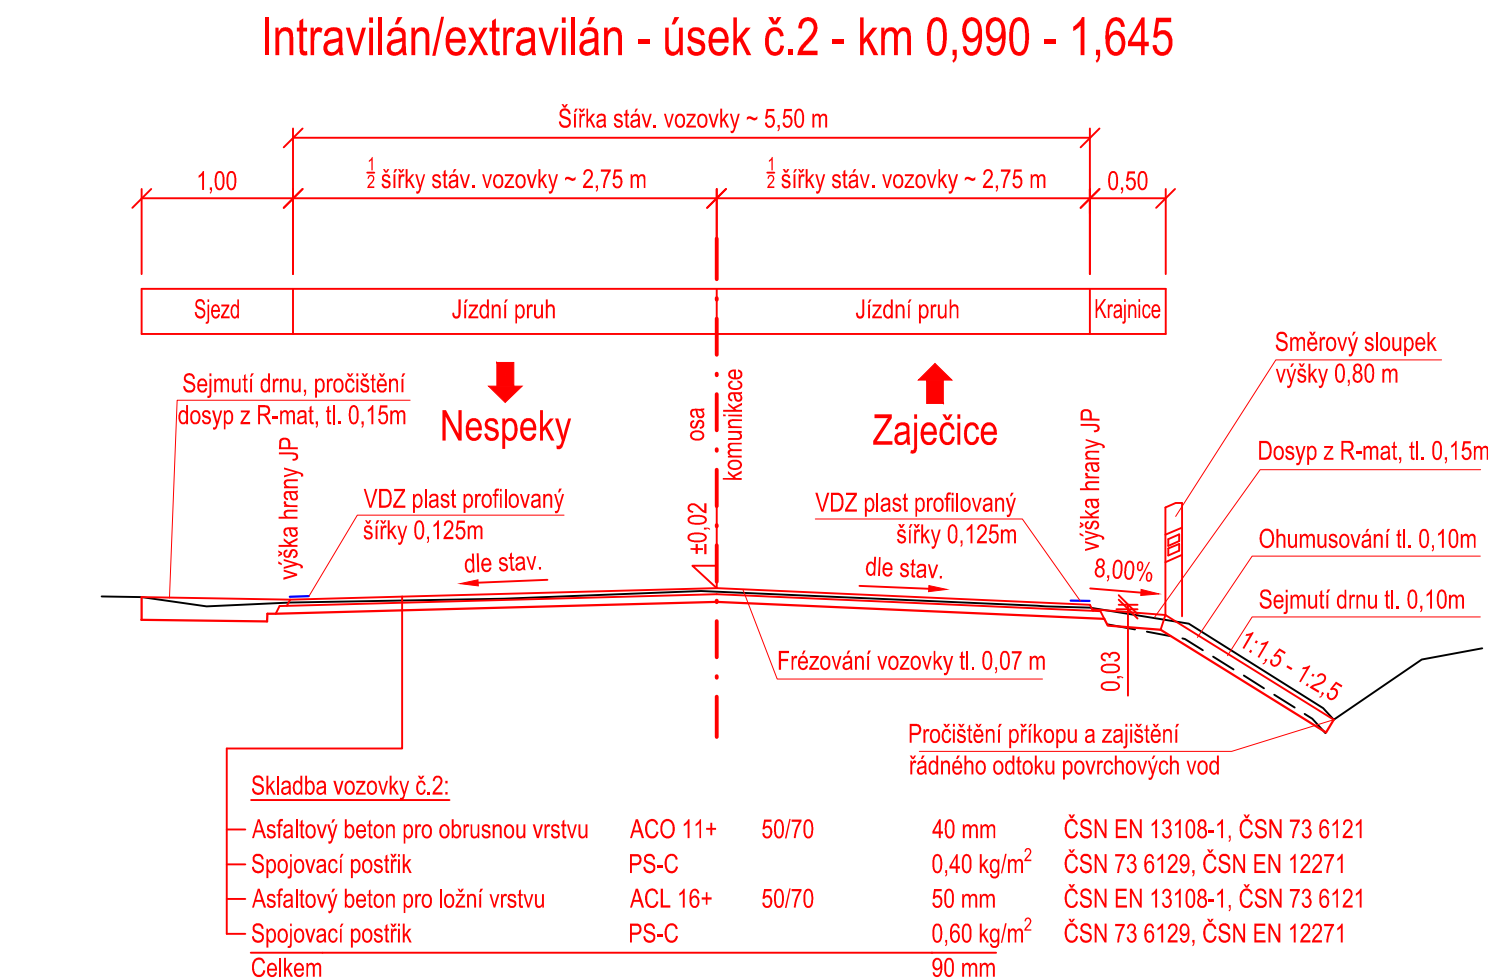 Intravilán/extravilán - úsek č.2 - km 0,990 - 1,645
Šířka stáv. vozovky ~ 5,50 m
1,00
1/2 šířky stáv. vozovky ~ 2,75 m
1/2 šířky stáv. vozovky ~ 2,75 m
0,50
Sjezd
Jízdní pruh
Jízdní pruh
Krajnice
Sejmutí drnu, pročištění
dosyp z R-mat, tl. 0,15m
Nespeky
osa
komunikace
Zaječice
Směrový sloupek
výšky 0,80 m
výška hrany JP
výška hrany JP
Dosyp z R-mat, tl. 0,15m
VDZ plast profilovaný
šířky 0,125m
±0,02
VDZ plast profilovaný
šířky 0,125m
Ohumusování tl. 0,10m
dle stav.
dle stav.
8,00%
Sejmutí drnu tl. 0,10m
1:1,5 - 1:2,5
Frézování vozovky tl. 0,07 m
0,03
Pročištění příkopu a zajištění
řádného odtoku povrchových vod
Skladba vozovky č.2:
Asfaltový beton pro obrusnou vrstvu ACO 11+ 50/70 40 mm ČSN EN 13108-1, ČSN 73 6121
Spojovací postřik PS-C 0,40 kg/m² ČSN 73 6129, ČSN EN 12271
Asfaltový beton pro ložní vrstvu ACL 16+ 50/70 50 mm ČSN EN 13108-1, ČSN 73 6121
Spojovací postřik PS-C 0,60 kg/m² ČSN 73 6129, ČSN EN 12271
Celkem 90 mm